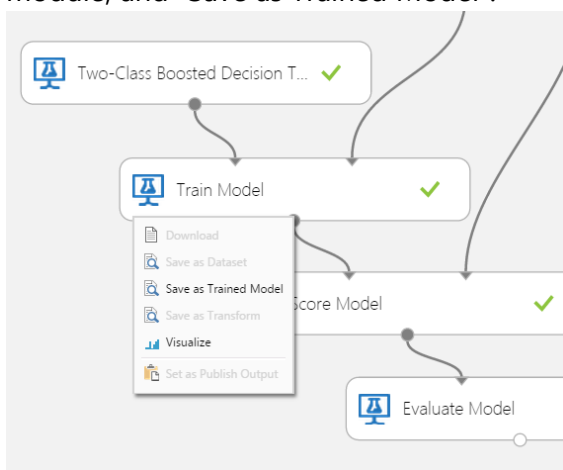 module, and "Save as Trained Model".
Two-Class Boosted Decision T...
Train Model
Download
Save as Dataset
Save as Trained Model
Score Model
Save as Transform
Visualize
Set as Publish Output
Evaluate Model